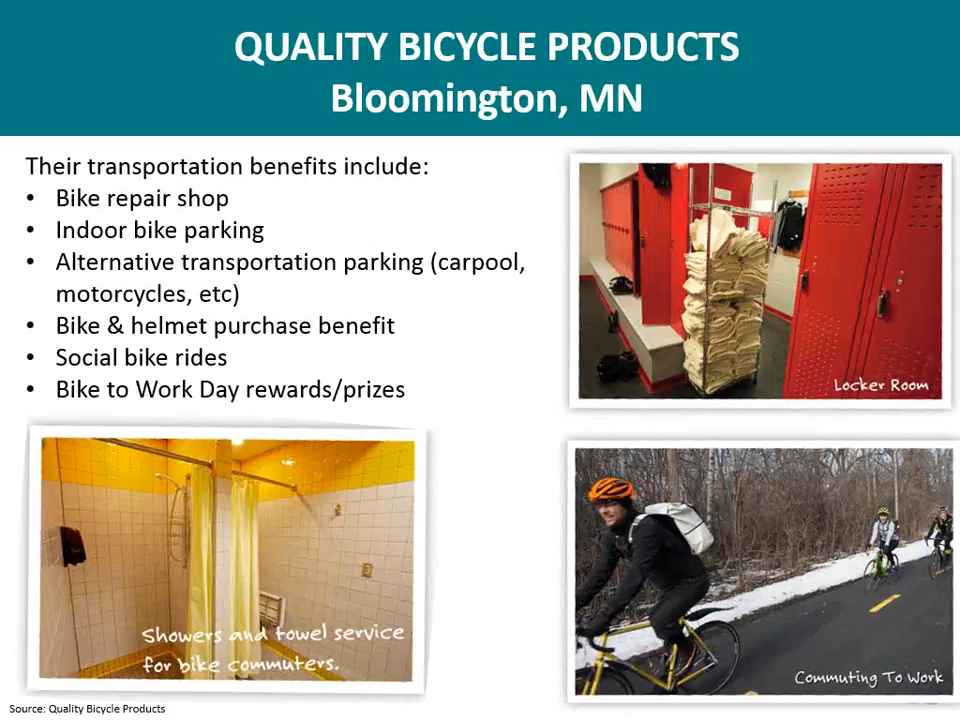 QUALITY BICYCLE PRODUCTS
Bloomington, MN
Their transportation benefits include:
• Bike repair shop
• Indoor bike parking
• Alternative transportation parking (carpool,
motorcycles, etc)
• Bike & helmet purchase benefit
• Social bike rides
• Bike to Work Day rewards/prizes
Locker Room
Showers and towel service
for bike commuters.
Commuting To Work
Source: Quality Bicycle Products